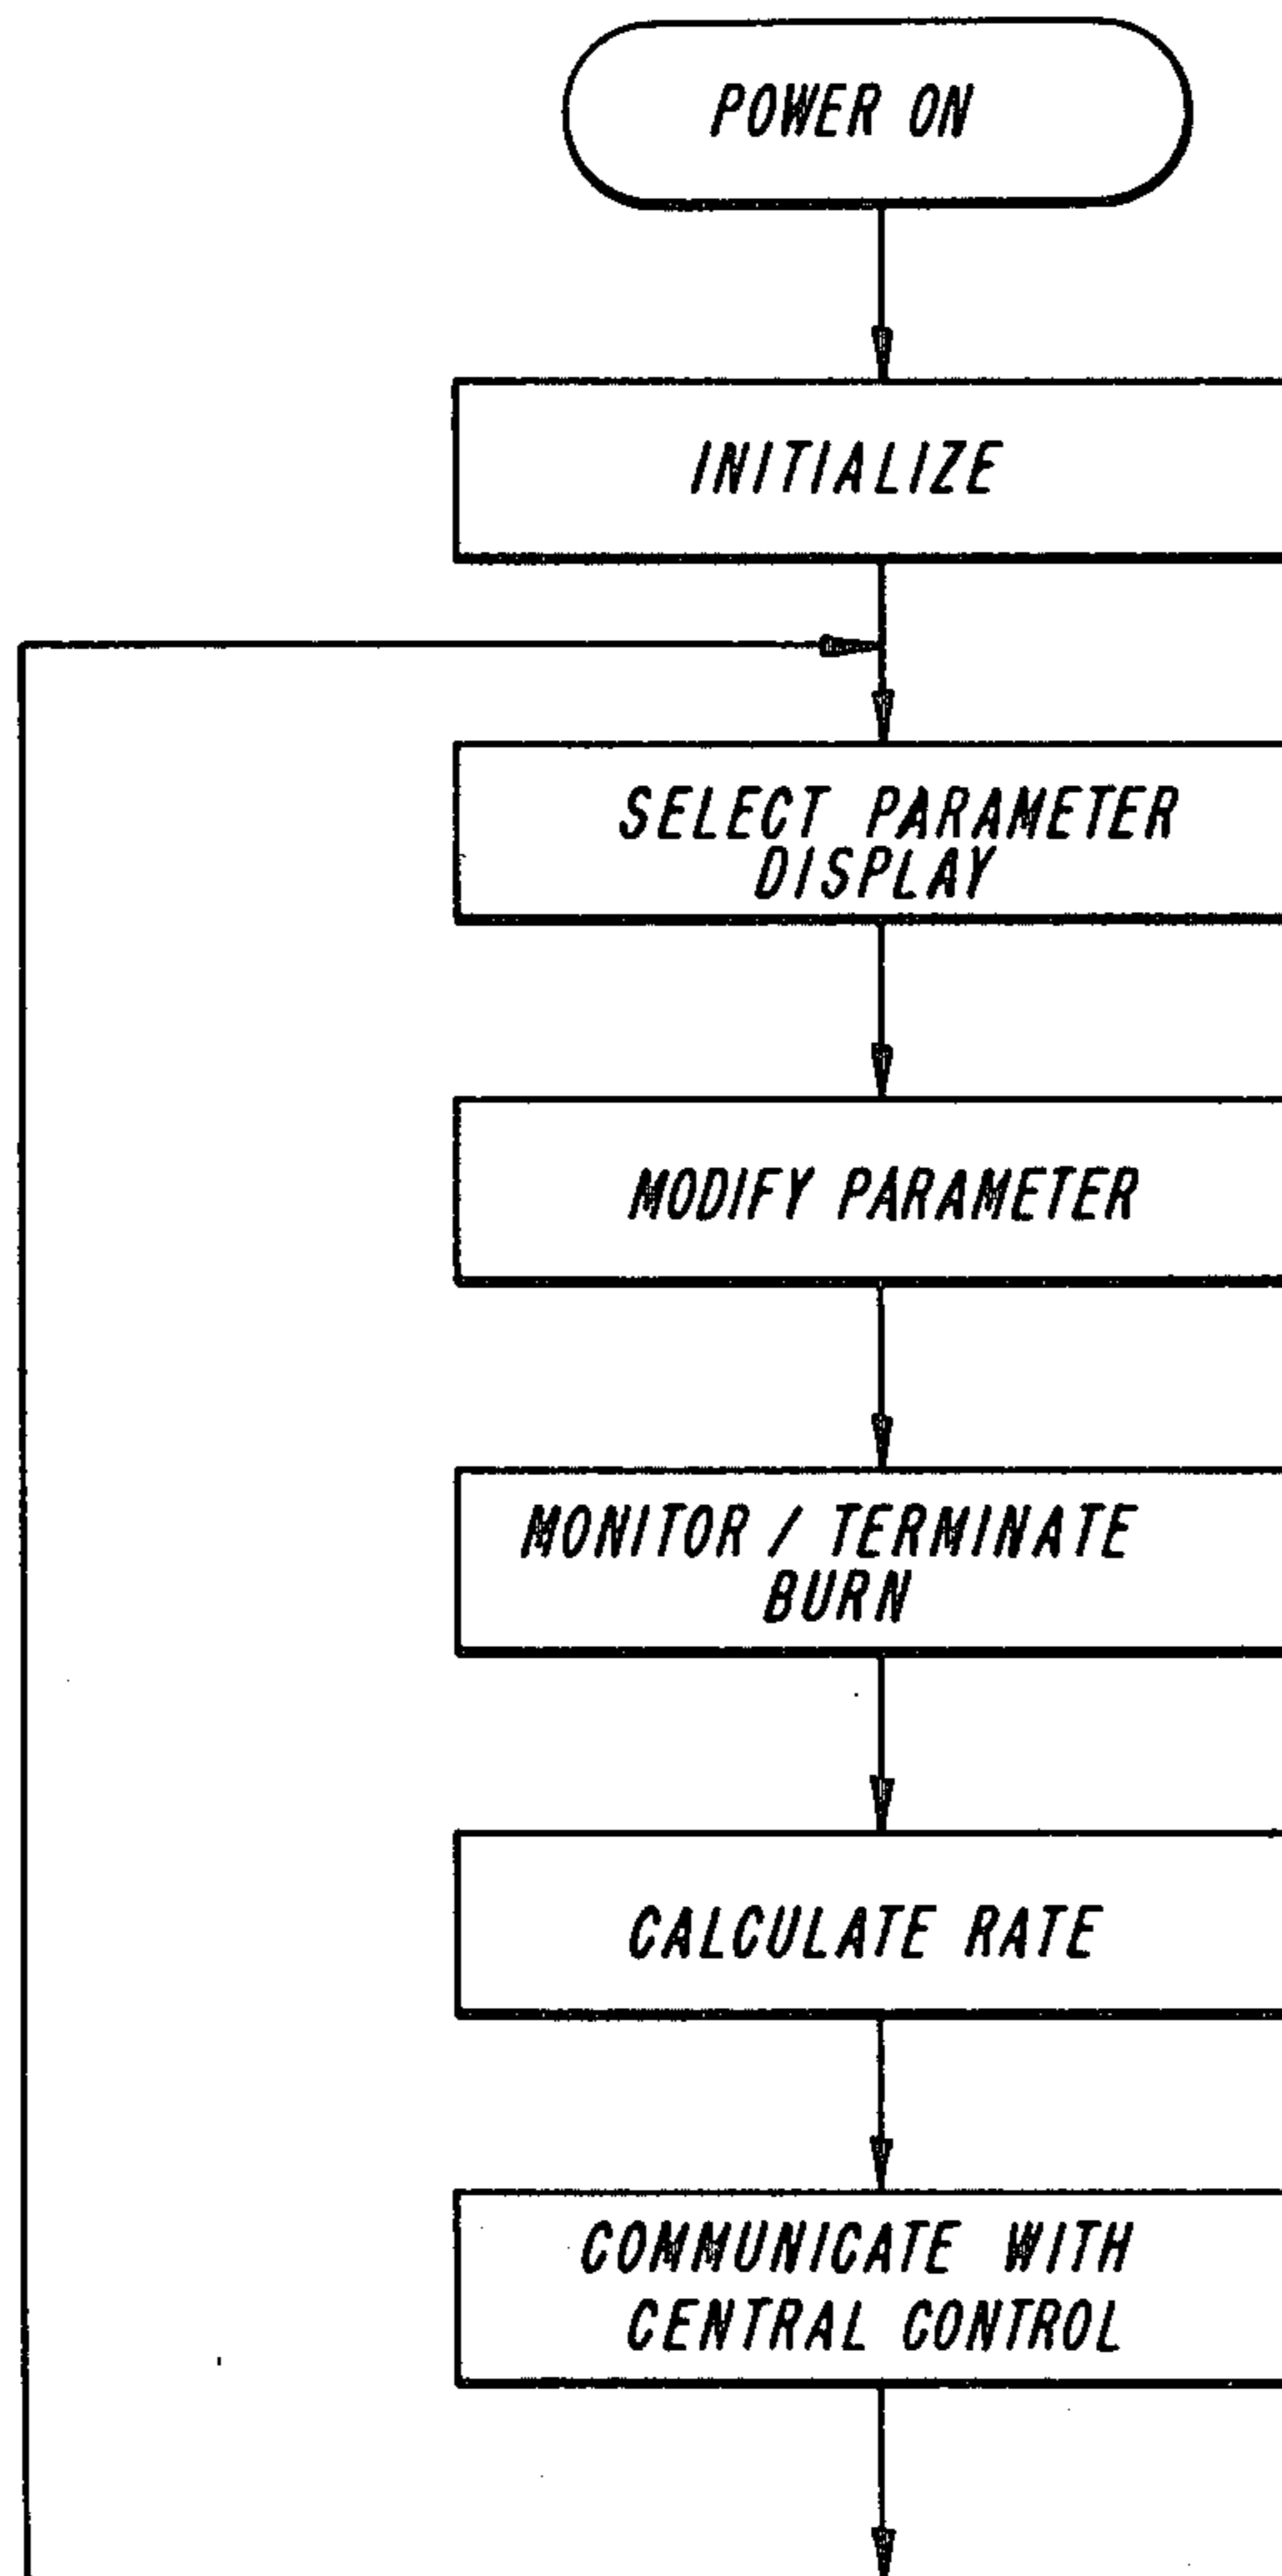 POWER ON
INITIALIZE
SELECT PARAMETER
DISPLAY
MODIFY PARAMETER
MONITOR / TERMINATE
BURN
CALCULATE RATE
COMMUNICATE WITH
CENTRAL CONTROL